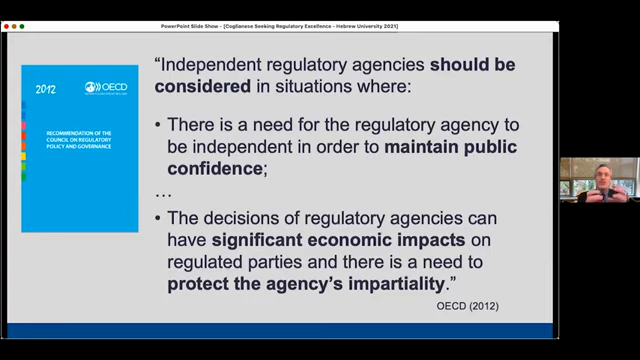 PowerPoint Slide Show - [Coglianese Seeking Regulatory Excellence - Hebrew University 2021]
2012
OECD
RECOMMENDATION OF THE
COUNCIL ON REGULATORY
POLICY AND GOVERNANCE
“Independent regulatory agencies should be
considered in situations where:
• There is a need for the regulatory agency to
be independent in order to maintain public
confidence;
…
• The decisions of regulatory agencies can
have significant economic impacts on
regulated parties and there is a need to
protect the agency’s impartiality.”
OECD (2012)